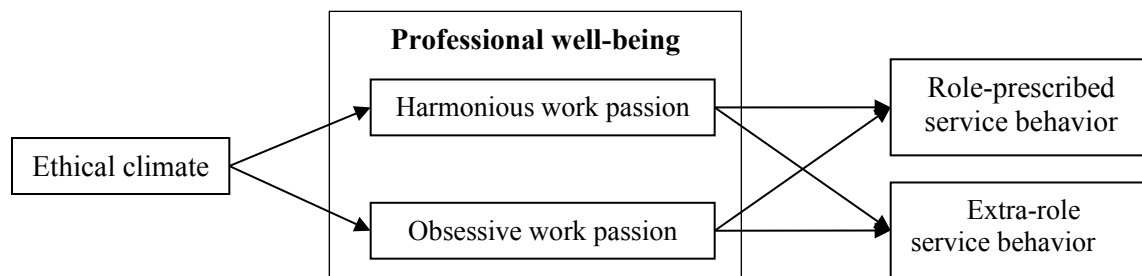 Professional well-being
Harmonious work passion
Role-prescribed
service behavior
Ethical climate
Obsessive work passion
Extra-role
service behavior